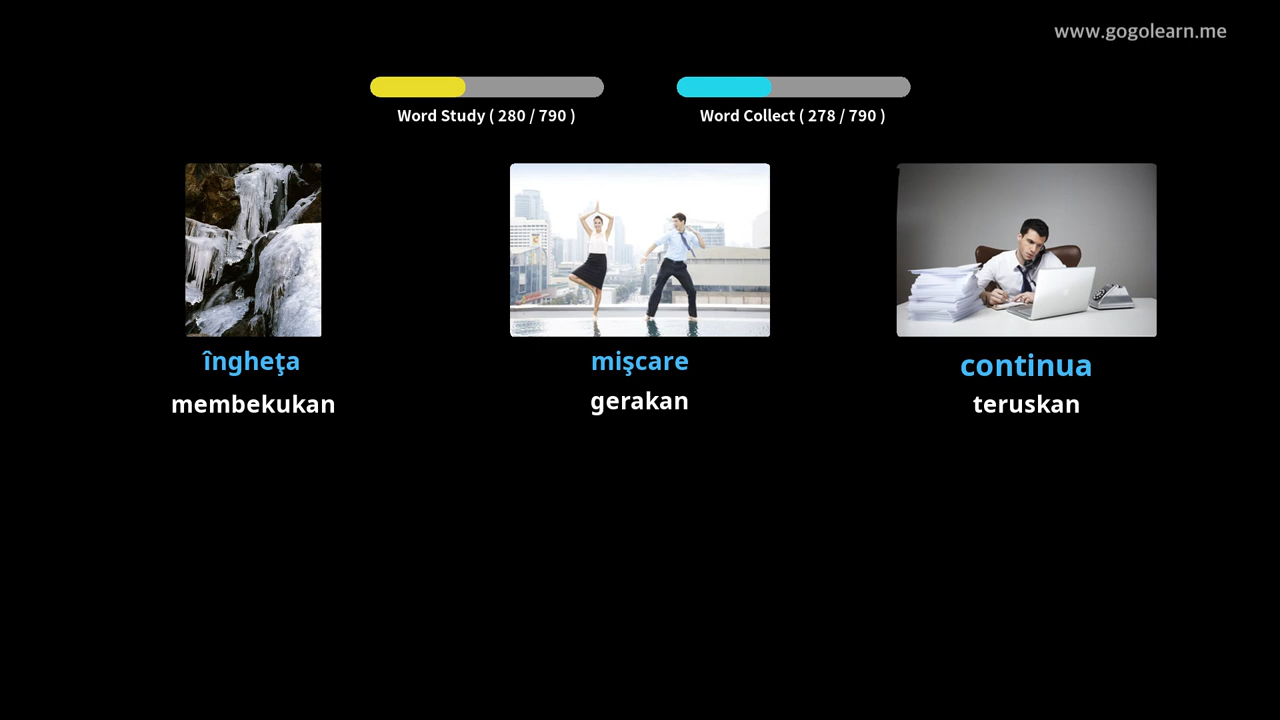 www.gogolearn.me
Word Study ( 280 / 790 )
Word Collect ( 278 / 790 )
îngheţa
mişcare
continua
membekukan
gerakan
teruskan